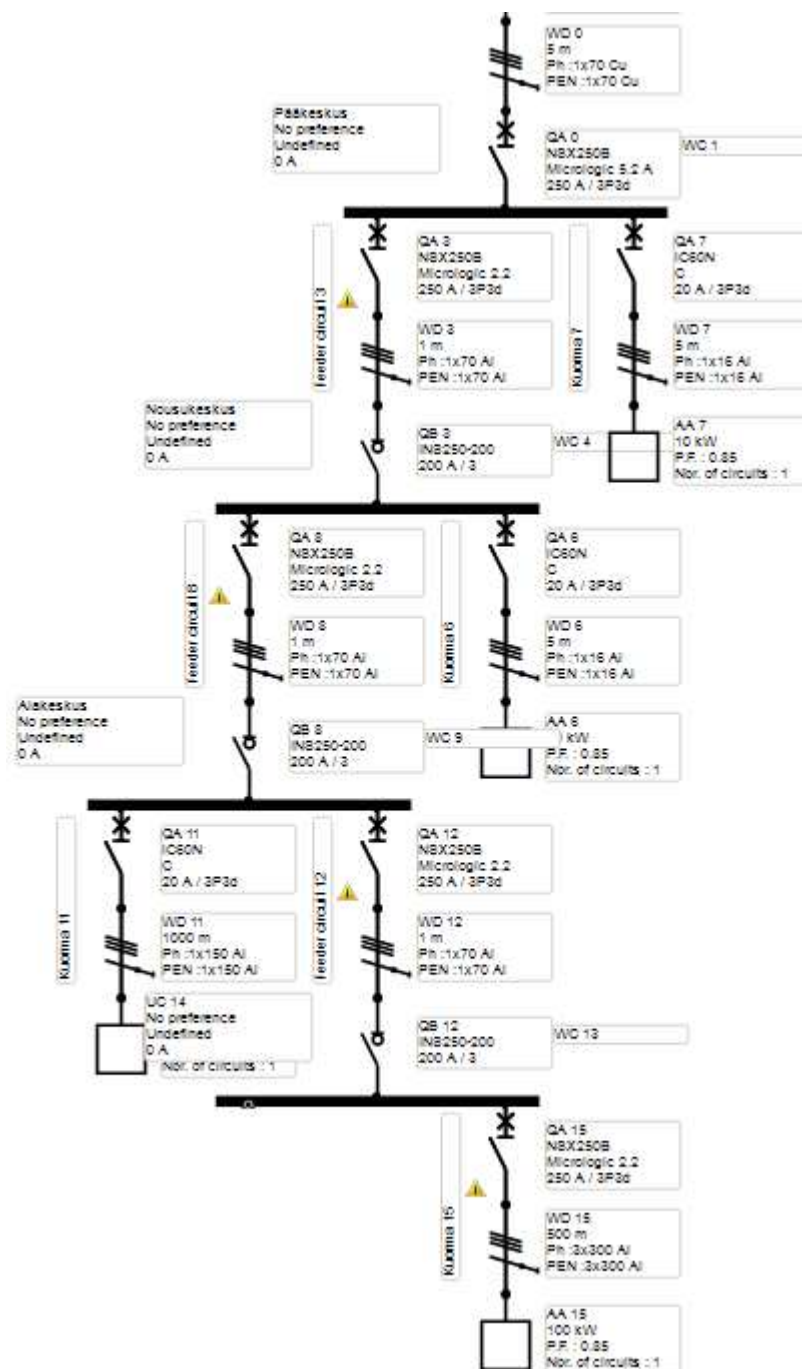 WD 0
5 m
Ph :1x70 Cu
PEN :1x70 Cu
Pääkeskus
No preference
Undefined
0 A
QA 0
NSX250B
Micrologic 5.2 A
250 A / 3P3d
WC 1
Feeder circuit 3
QA 3
NSX250B
Micrologic 2.2
250 A / 3P3d
WD 3
1 m
Ph :1x70 Al
PEN :1x70 Al
Kuorma 7
QA 7
IC60N
C
20 A / 3P3d
WD 7
5 m
Ph :1x16 Al
PEN :1x16 Al
Nousukeskus
No preference
Undefined
0 A
QB 3
INS250-200
200 A / 3
WC 4
AA 7
10 kW
P.F. : 0.85
Nbr. of circuits : 1
Feeder circuit 8
QA 8
NSX250B
Micrologic 2.2
250 A / 3P3d
WD 8
1 m
Ph :1x70 Al
PEN :1x70 Al
Kuorma 6
QA 6
IC60N
C
20 A / 3P3d
WD 6
5 m
Ph :1x16 Al
PEN :1x16 Al
Alakeskus
No preference
Undefined
0 A
QB 8
INS250-200
200 A / 3
WC 9
AA 6
kW
P.F. : 0.85
Nbr. of circuits : 1
Kuorma 11
QA 11
IC60N
C
20 A / 3P3d
WD 11
1000 m
Ph :1x150 Al
PEN :1x150 Al
Feeder circuit 12
QA 12
NSX250B
Micrologic 2.2
250 A / 3P3d
WD 12
1 m
Ph :1x70 Al
PEN :1x70 Al
UC 14
No preference
Undefined
0 A
Nbr. of circuits : 1
QB 12
INS250-200
200 A / 3
WC 13
Kuorma 15
QA 15
NSX250B
Micrologic 2.2
250 A / 3P3d
WD 15
500 m
Ph :3x300 Al
PEN :3x300 Al
AA 15
100 kW
P.F. : 0.85
Nbr. of circuits : 1